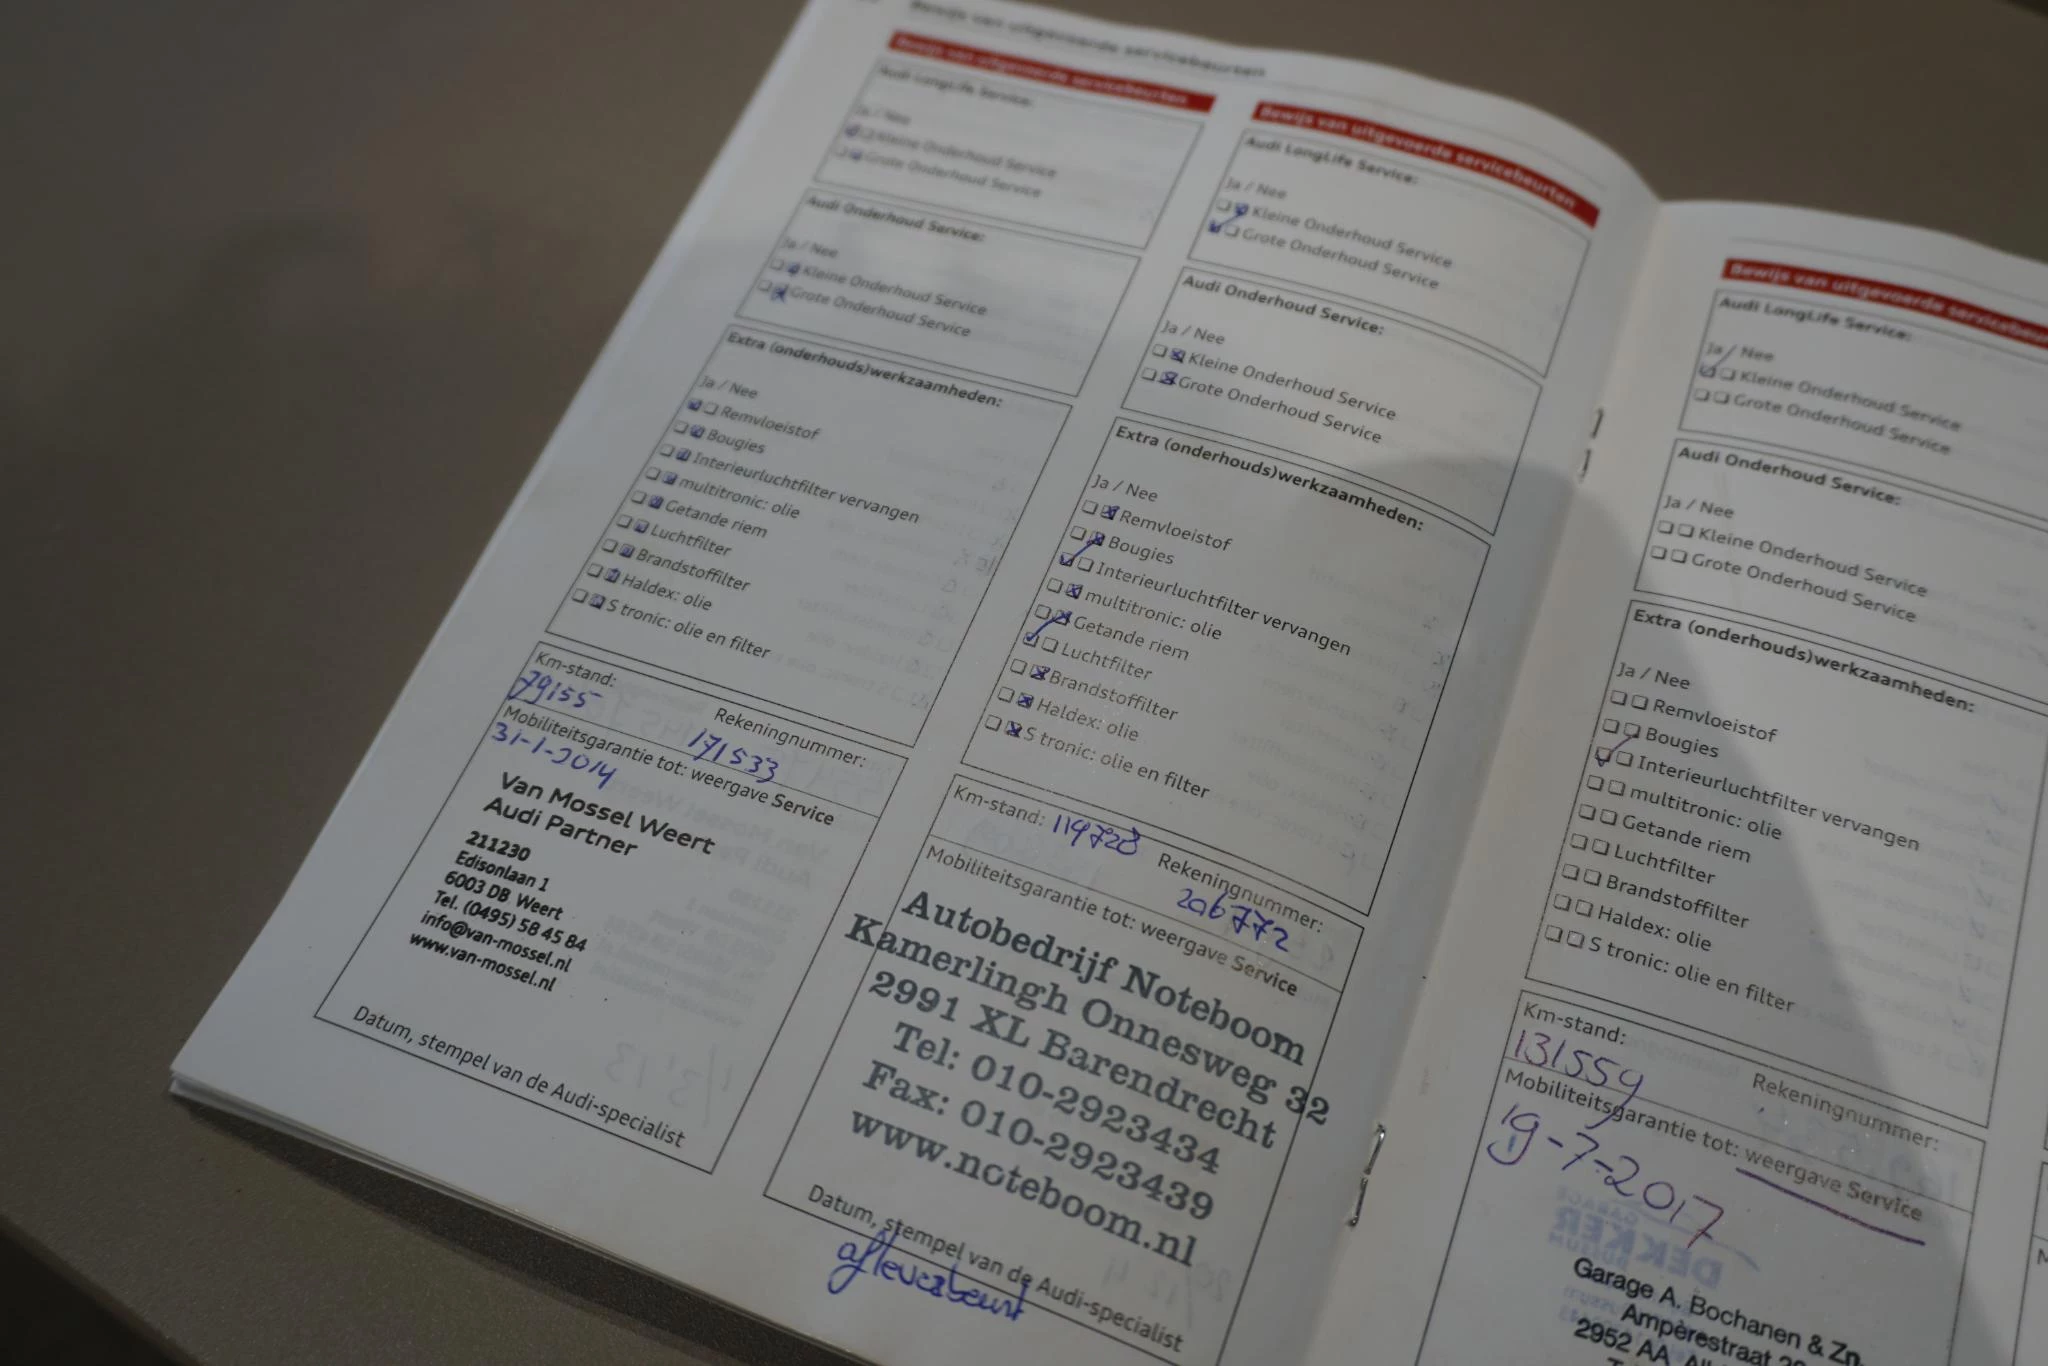 Bewijs van uitgevoerde servicebeurten
Bewijs van uitgevoerde servicebeurten
Audi LongLife Service:
Ja / Nee
Kleine Onderhoud Service
Grote Onderhoud Service
Audi Onderhoud Service:
Ja / Nee
Kleine Onderhoud Service
Grote Onderhoud Service
Extra (onderhouds)werkzaamheden:
Ja / Nee
Remvloeistof
Bougies
Interieurluchtfilter vervangen
multitronic: olie
Getande riem
Luchtfilter
Brandstoffilter
Haldex: olie
S tronic: olie en filter
Km-stand:
79155
Rekeningnummer:
171533
Mobiliteitsgarantie tot: weergave Service
31-1-2014
Van Mossel Weert
Audi Partner
211230
Edisonlaan 1
6003 DB Weert
Tel. (0495) 58 45 84
info@van-mossel.nl
www.van-mossel.nl
Datum, stempel van de Audi-specialist
Bewijs van uitgevoerde servicebeurten
Audi LongLife Service:
Ja / Nee
Kleine Onderhoud Service
Grote Onderhoud Service
Audi Onderhoud Service:
Ja / Nee
Kleine Onderhoud Service
Grote Onderhoud Service
Extra (onderhouds)werkzaamheden:
Ja / Nee
Remvloeistof
Bougies
Interieurluchtfilter vervangen
multitronic: olie
Getande riem
Luchtfilter
Brandstoffilter
Haldex: olie
S tronic: olie en filter
Km-stand: 119728
Rekeningnummer:
206772
Mobiliteitsgarantie tot: weergave Service
Autobedrijf Noteboom
Kamerlingh Onnesweg 32
2991 XL Barendrecht
Tel: 010-2923434
Fax: 010-2923439
www.noteboom.nl
Datum, stempel van de Audi-specialist
afleverbeurt
Bewijs van uitgevoerde servicebeur
Audi LongLife Service:
Ja / Nee
Kleine Onderhoud Service
Grote Onderhoud Service
Audi Onderhoud Service:
Ja / Nee
Kleine Onderhoud Service
Grote Onderhoud Service
Extra (onderhouds)werkzaamheden:
Ja / Nee
Remvloeistof
Bougies
Interieurluchtfilter vervangen
multitronic: olie
Getande riem
Luchtfilter
Brandstoffilter
Haldex: olie
S tronic: olie en filter
Km-stand:
131559
Rekeningnummer:
Mobiliteitsgarantie tot: weergave Service
19-7-2017
Garage A. Bochanen & Zn.
Ampèrestraat
2952 AA